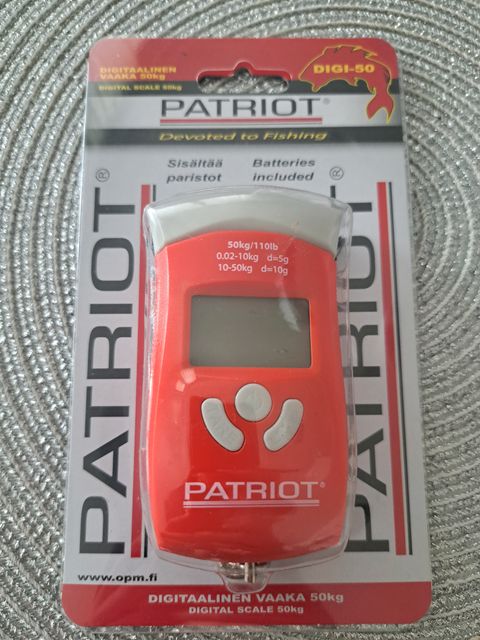 DIGITAALINEN
VAAKA 50kg
DIGITAL SCALE 50kg
DIGI-50
PATRIOT®
Devoted to Fishing
Sisältää
paristot
Batteries
included
PATRIOT®
PATRIOT®
50kg/110lb
0.02-10kg d=5g
10-50kg d=10g
PATRIOT®
www.opm.fi
DIGITAALINEN VAAKA 50kg
DIGITAL SCALE 50kg